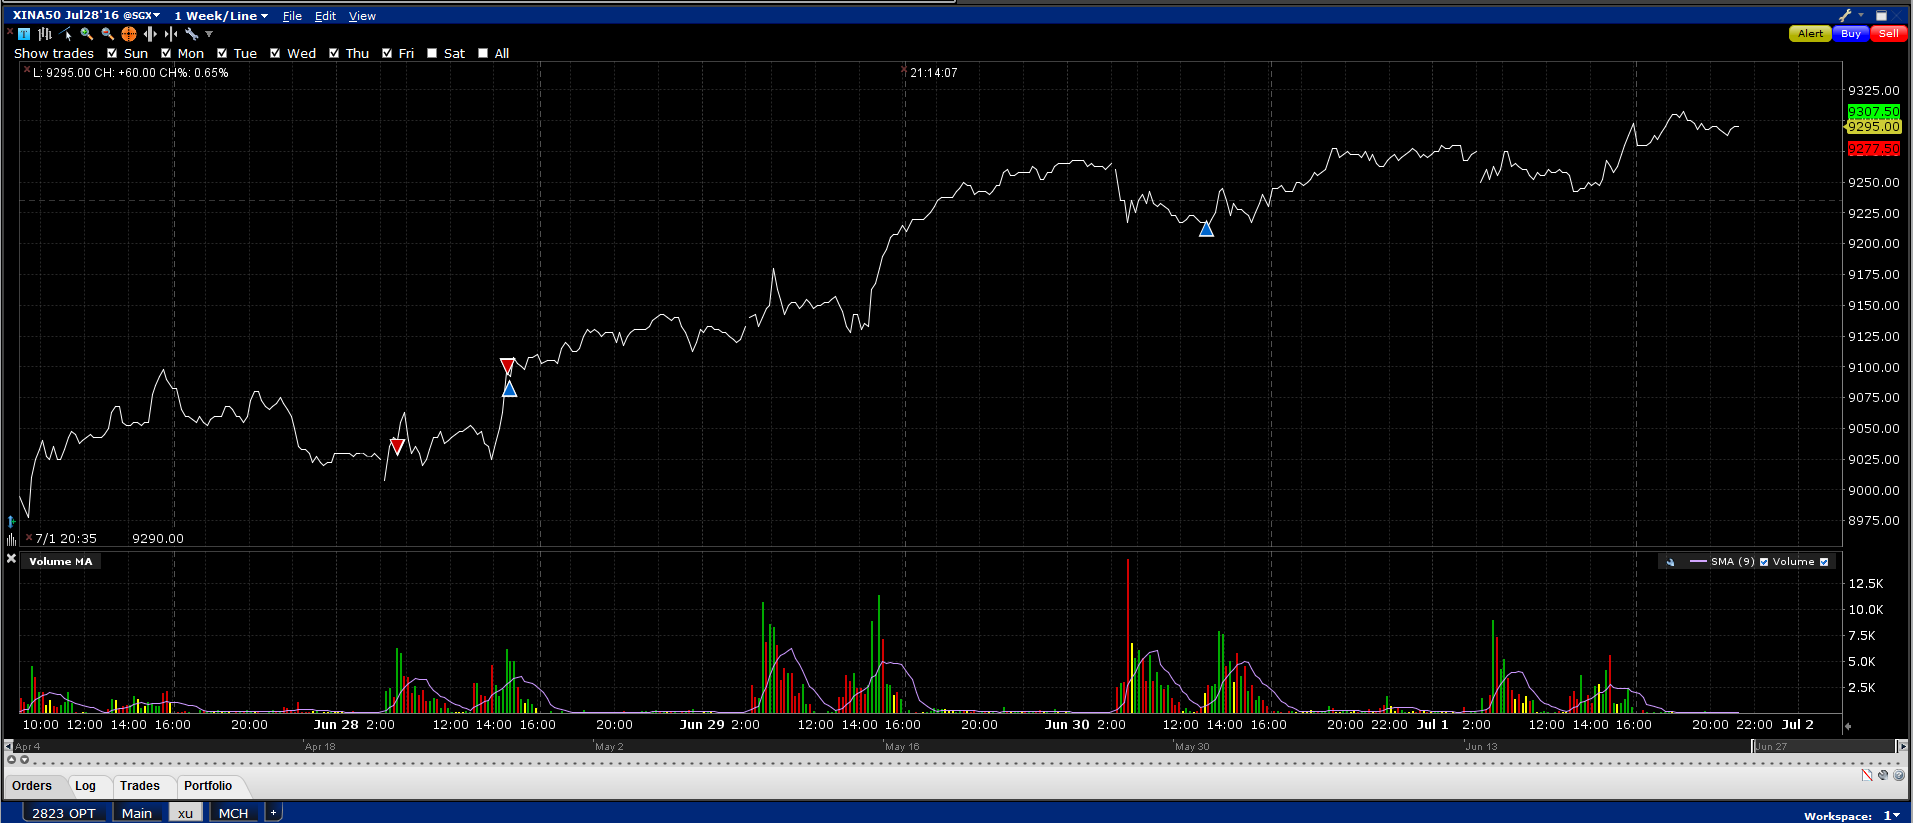 XINA50 Jul28'16 @SGX 1 Week/Line File Edit View
Alert Buy Sell
Show trades Sun Mon Tue Wed Thu Fri Sat All
L: 9295.00 CH: +60.00 CH%: 0.65%
21:14:07
9325.00
9307.50
9295.00
9277.50
9250.00
9225.00
9200.00
9175.00
9150.00
9125.00
9100.00
9075.00
9050.00
9025.00
9000.00
8975.00
7/1 20:35 9290.00
Volume MA
SMA (9) Volume
12.5K
10.0K
7.5K
5.0K
2.5K
10:00 12:00 14:00 16:00 20:00 Jun 28 2:00 12:00 14:00 16:00 20:00 Jun 29 2:00 12:00 14:00 16:00 20:00 Jun 30 2:00 12:00 14:00 16:00 20:00 22:00 Jul 1 2:00 12:00 14:00 16:00 20:00 22:00 Jul 2
Apr 4 Apr 18 May 2 May 16 May 30 Jun 13 Jun 27
Orders Log Trades Portfolio
2823 OPT Main xu MCH +
Workspace: 1